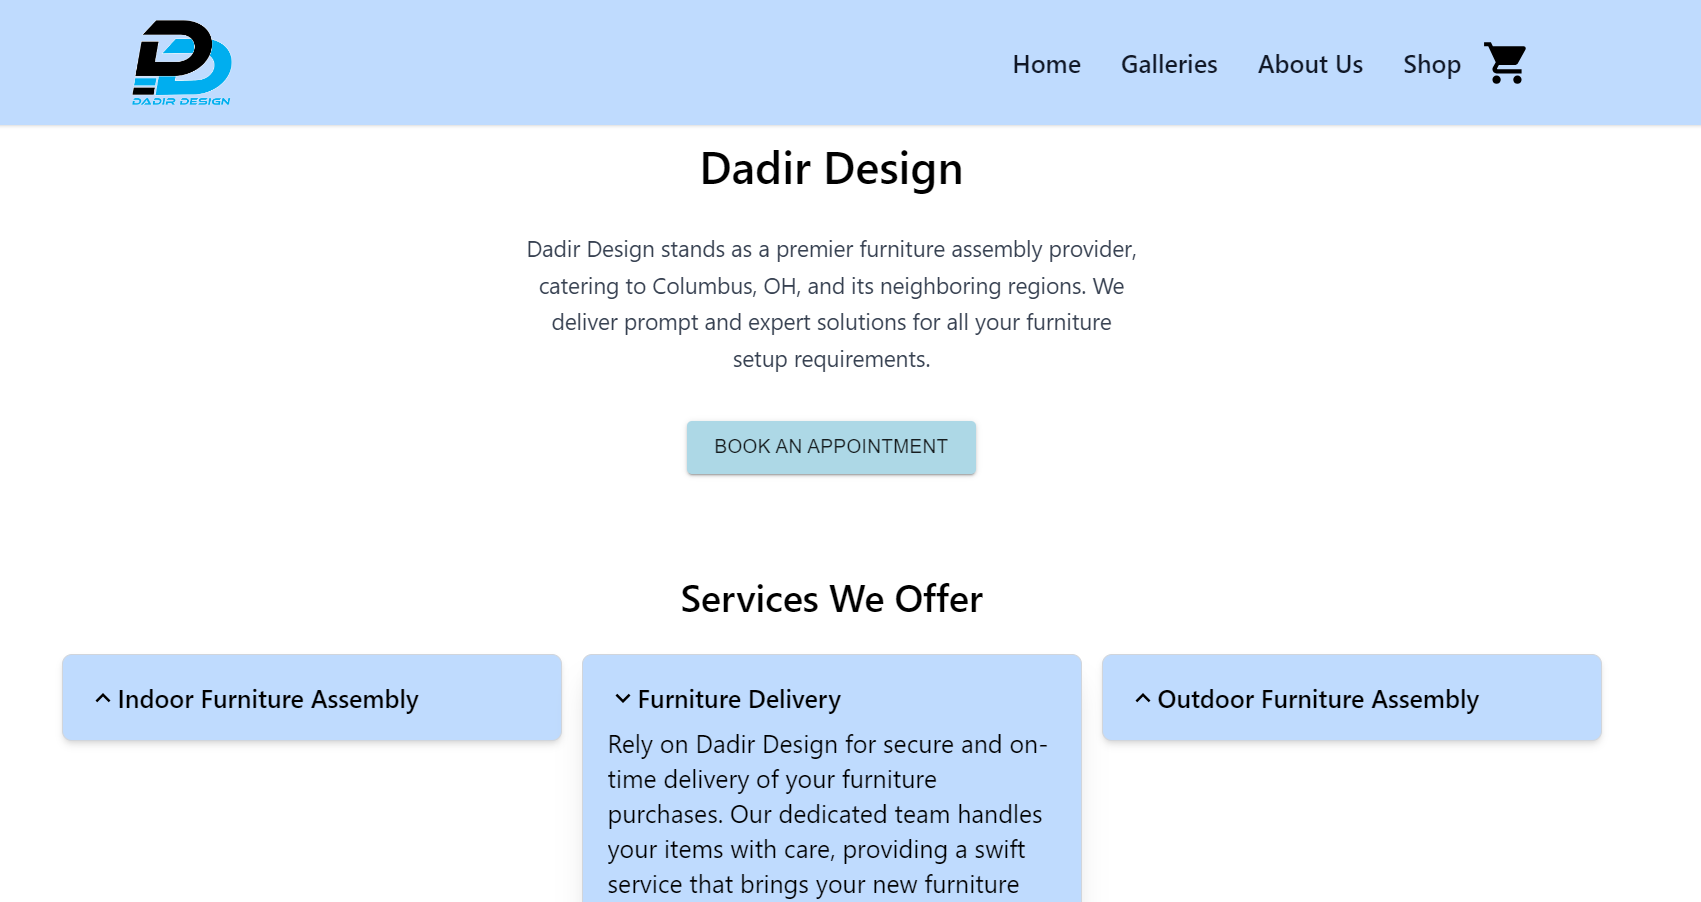 DADIR DESIGN
Home Galleries About Us Shop
Dadir Design
Dadir Design stands as a premier furniture assembly provider,
catering to Columbus, OH, and its neighboring regions. We
deliver prompt and expert solutions for all your furniture
setup requirements.
BOOK AN APPOINTMENT
Services We Offer
Indoor Furniture Assembly
Furniture Delivery
Rely on Dadir Design for secure and on-
time delivery of your furniture
purchases. Our dedicated team handles
your items with care, providing a swift
service that brings your new furniture
Outdoor Furniture Assembly